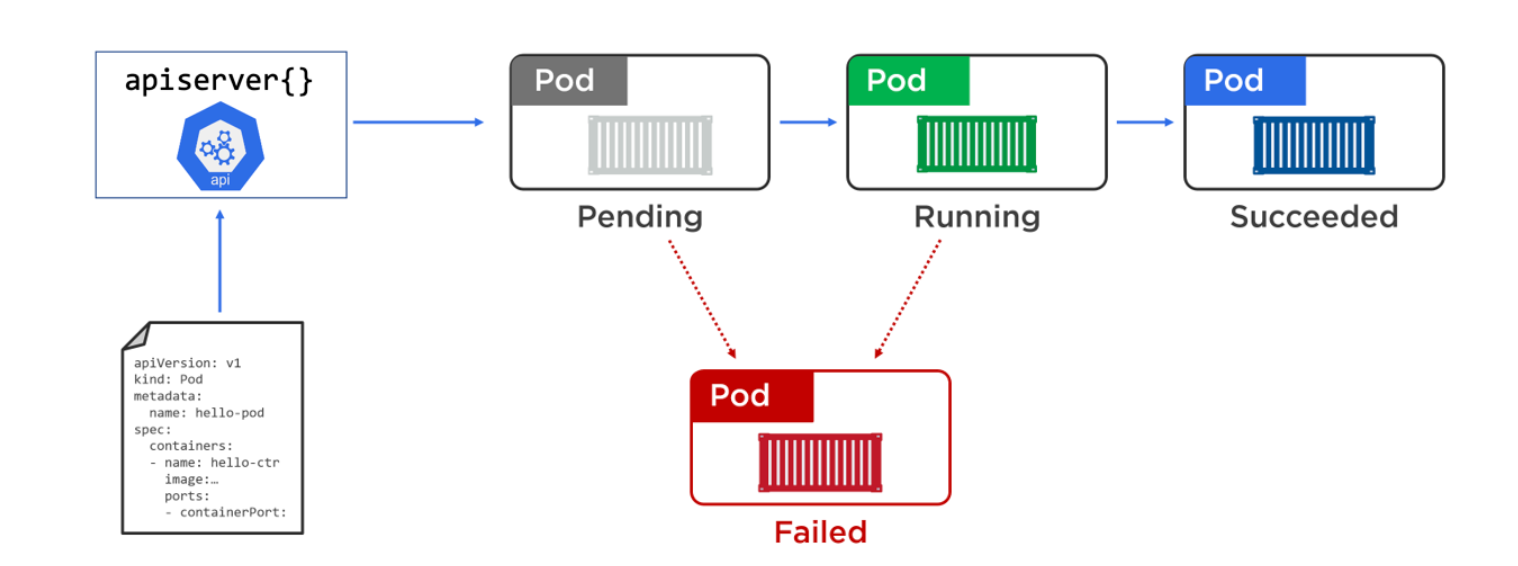 apiserver{}
api
Pod
Pending
Pod
Running
Pod
Succeeded
apiVersion: v1
kind: Pod
metadata:
  name: hello-pod
spec:
  containers:
  - name: hello-ctr
    image:…
    ports:
    - containerPort:
Pod
Failed